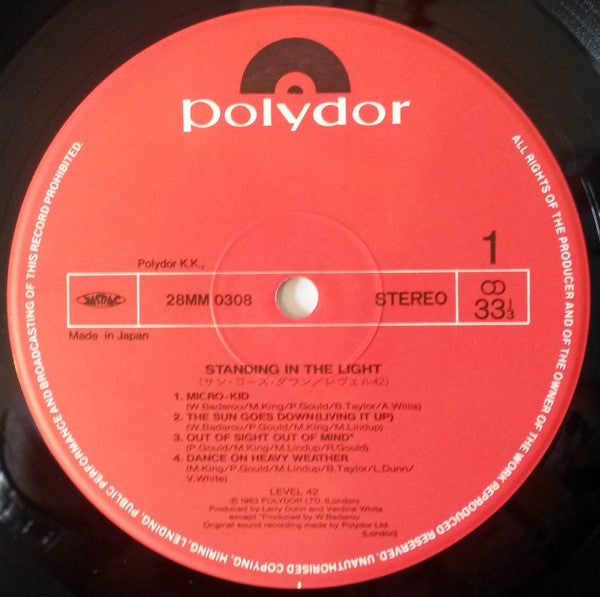 polydor
ALL RIGHTS OF THE PRODUCER AND OF THE OWNER OF THE WORK REPRODUCED RESERVED. UNAUTHORISED COPYING, HIRING, LENDING, PUBLIC PERFORMANCE AND BROADCASTING OF THIS RECORD PROHIBITED.
1
Polydor K.K.,
JASRAC
28MM 0308
STEREO
33⅓
Made in Japan
STANDING IN THE LIGHT
(サン・ゴーズ・ダウン/レヴェル42)
1. MICRO-KID
(W.Badarou/M.King/P.Gould/B.Taylor/A.Willis)
2. THE SUN GOES DOWN(LIVING IT UP)
(W.Badarou/P.Gould/M.King/M.Lindup)
3. OUT OF SIGHT OUT OF MIND*
(P.Gould/M.King/M.Lindup/R.Gould)
4. DANCE ON HEAVY WEATHER
(M.King/P.Gould/M.Lindup/B.Taylor/L.Dunn/
V.White)
LEVEL 42
Ⓟ 1983 POLYDOR LTD. (London)
Produced by Larry Dunn and Verdine White
except *Produced by W.Badarou
Original sound recording made by Polydor Ltd.
(London)